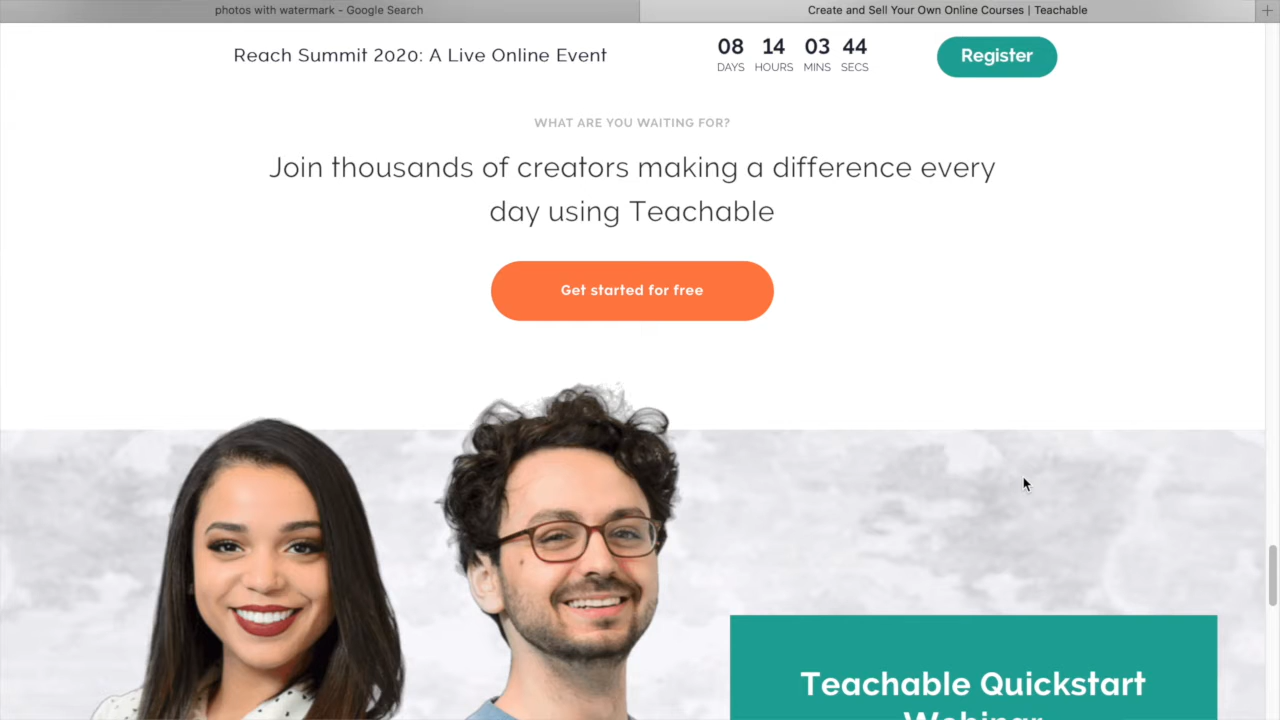 photos with watermark - Google Search
Create and Sell Your Own Online Courses | Teachable
Reach Summit 2020: A Live Online Event
08 14 03 44
DAYS HOURS MINS SECS
Register
WHAT ARE YOU WAITING FOR?
Join thousands of creators making a difference every
day using Teachable
Get started for free
Teachable Quickstart
Webinar